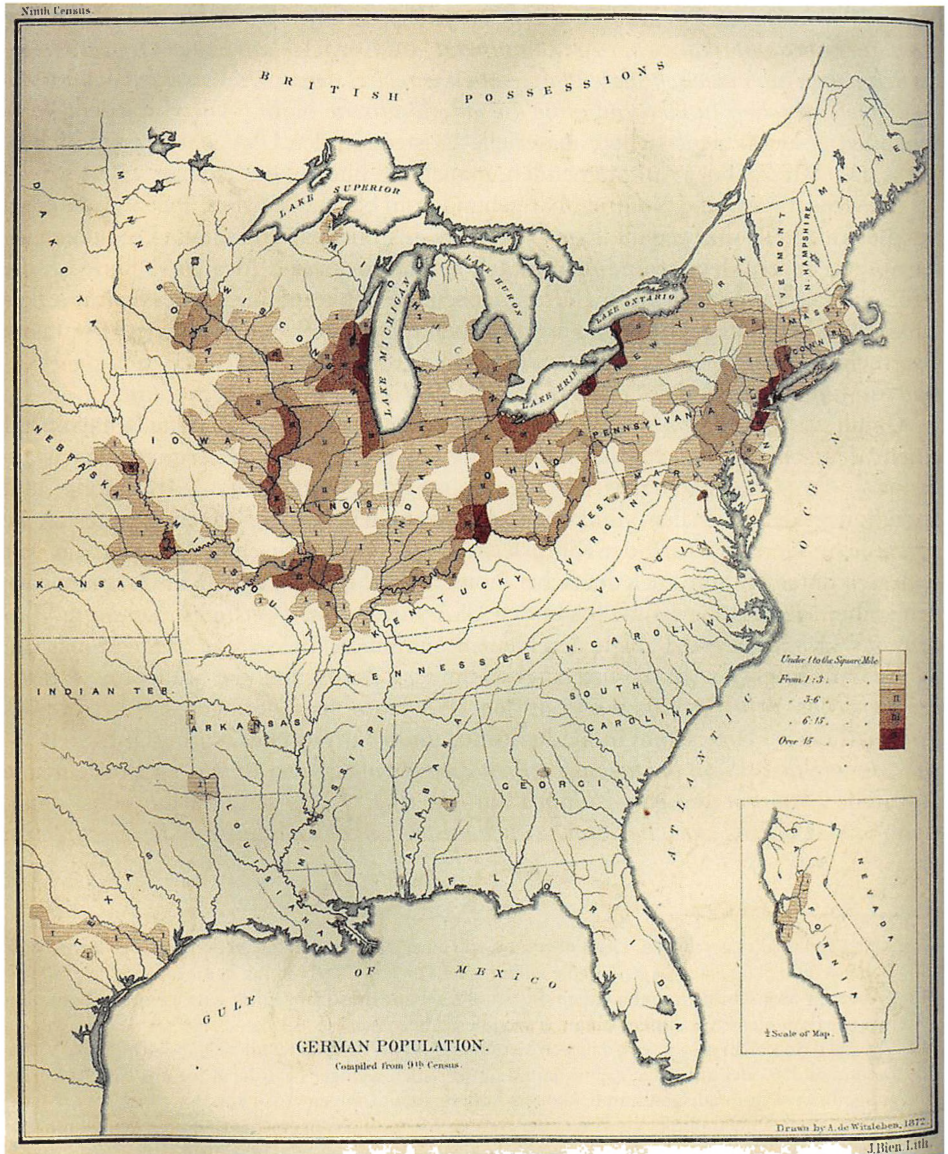 Ninth Census.
BRITISH POSSESSIONS
DAKOTA
MINNESOTA
LAKE SUPERIOR
WISCONSIN
LAKE MICHIGAN
LAKE HURON
LAKE ONTARIO
LAKE ERIE
MAINE
VERMONT
N. HAMPSHIRE
MASS
CONN
NEW YORK
PENNSYLVANIA
DEL
NEBRASKA
IOWA
ILLINOIS
INDIANA
OHIO
WEST VIRGINIA
VIRGINIA
KANSAS
MISSOURI
KENTUCKY
TENNESSEE
N. CAROLINA
SOUTH
CAROLINA
INDIAN TER.
ARKANSAS
MISSISSIPPI
ALABAMA
GEORGIA
TEXAS
LOUISIANA
FLORIDA
ATLANTIC
OCEAN
GULF OF MEXICO
Under 1 to the Square Mile
From 1 : 3
" 3-6
" 6 15
Over 15
I
II
III
CALIFORNIA
NEVADA
½ Scale of Map.
GERMAN POPULATION.
Compiled from 9th Census.
Drawn by A. de Witzleben, 1872.
J. Bien, Lith.